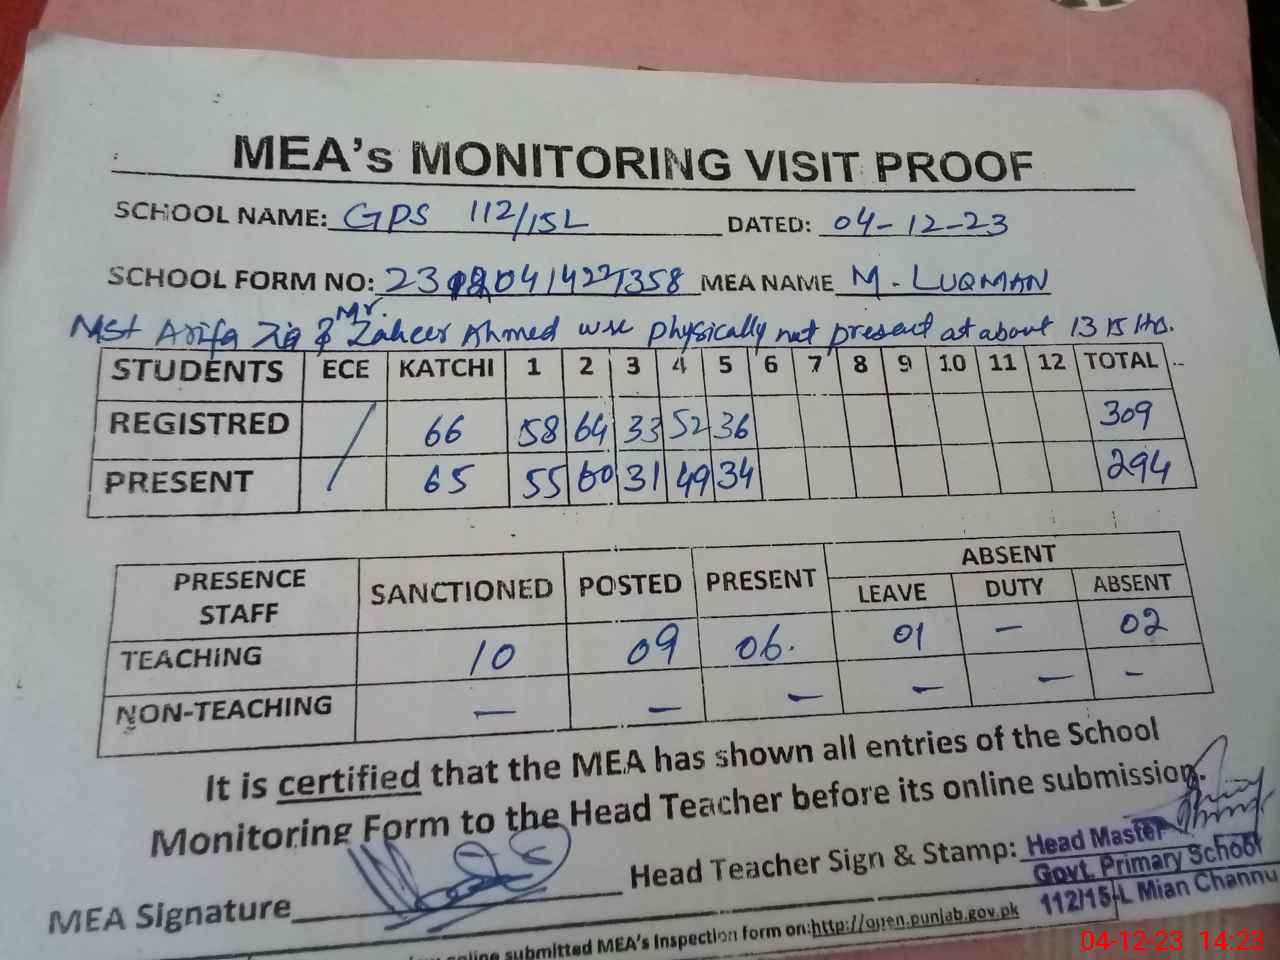 MEA's MONITORING VISIT PROOF
SCHOOL NAME: GPS 112/15L DATED: 04-12-23
SCHOOL FORM NO: MEA NAME M. LUQMAN
Mst Arifa Zia & Mr. Zaheer Ahmed physically not present at about 13 15 Hrs.
STUDENTS ECE KATCHI 1 2 3 4 5 6 7 8 9 10 11 12 TOTAL
REGISTRED / 66 58 64 33 52 36 309
PRESENT 65 55 60 31 49 34 294
PRESENCE STAFF SANCTIONED POSTED PRESENT ABSENT
LEAVE DUTY ABSENT
TEACHING 10 09 06. 01 — 02
NON-TEACHING — — — — — —
It is certified that the MEA has shown all entries of the School
Monitoring Form to the Head Teacher before its online submission.
MEA Signature Head Teacher Sign & Stamp: Head Master
Govt. Primary School
112/15-L Mian Channu
online submitted MEA's Inspection form on:http://open.punjab.gov.pk
04-12-23 14:23